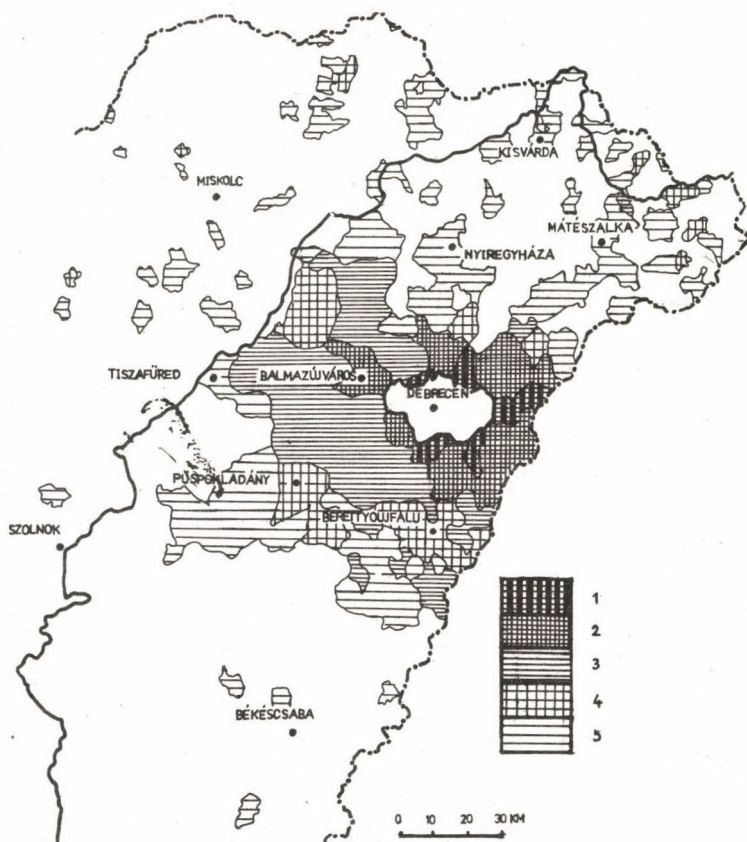 KISVÁRDA
MISKOLC
MÁTÉSZALKA
NYIREGYHÁZA
TISZAFÜRED
BALMAZÚJVÁROS
DEBRECEN
PÜSPÖKLADÁNY
BERETTYÓÚJFALU
SZOLNOK
BÉKÉSCSABA
1
2
3
4
5
0 10 20 30 KM